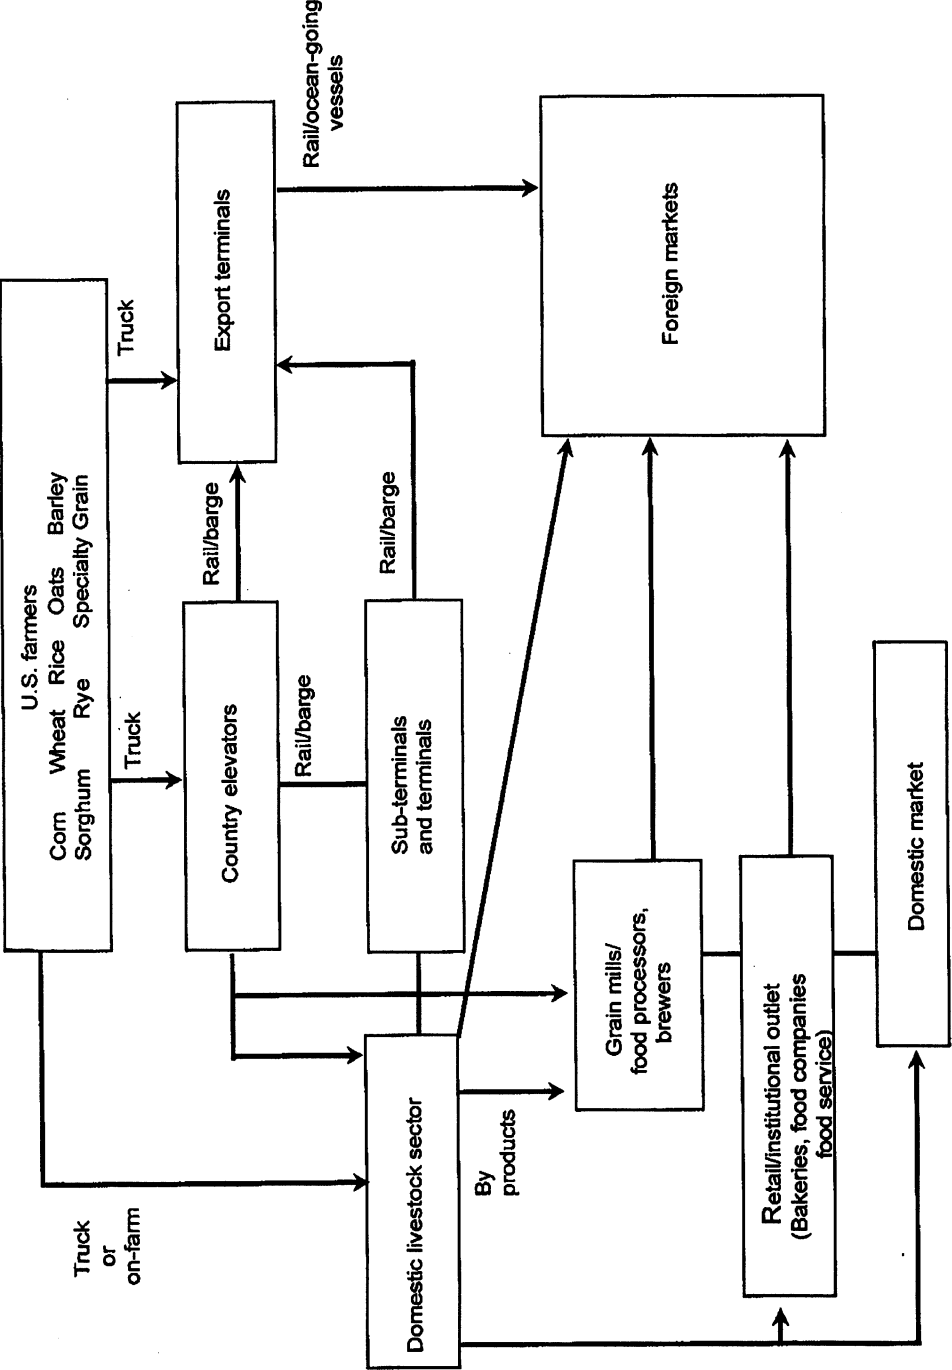 U.S. farmers
Corn Wheat Rice Oats Barley
Sorghum Rye Specialty Grain
Truck
or
on-farm
Truck
Truck
Country elevators
Rail/barge
Export terminals
Rail/ocean-going
vessels
Rail/barge
Domestic livestock sector
Sub-terminals
and terminals
Rail/barge
By
products
Grain mills/
food processors,
brewers
Foreign markets
Retail/institutional outlet
(Bakeries, food companies
food service)
Domestic market